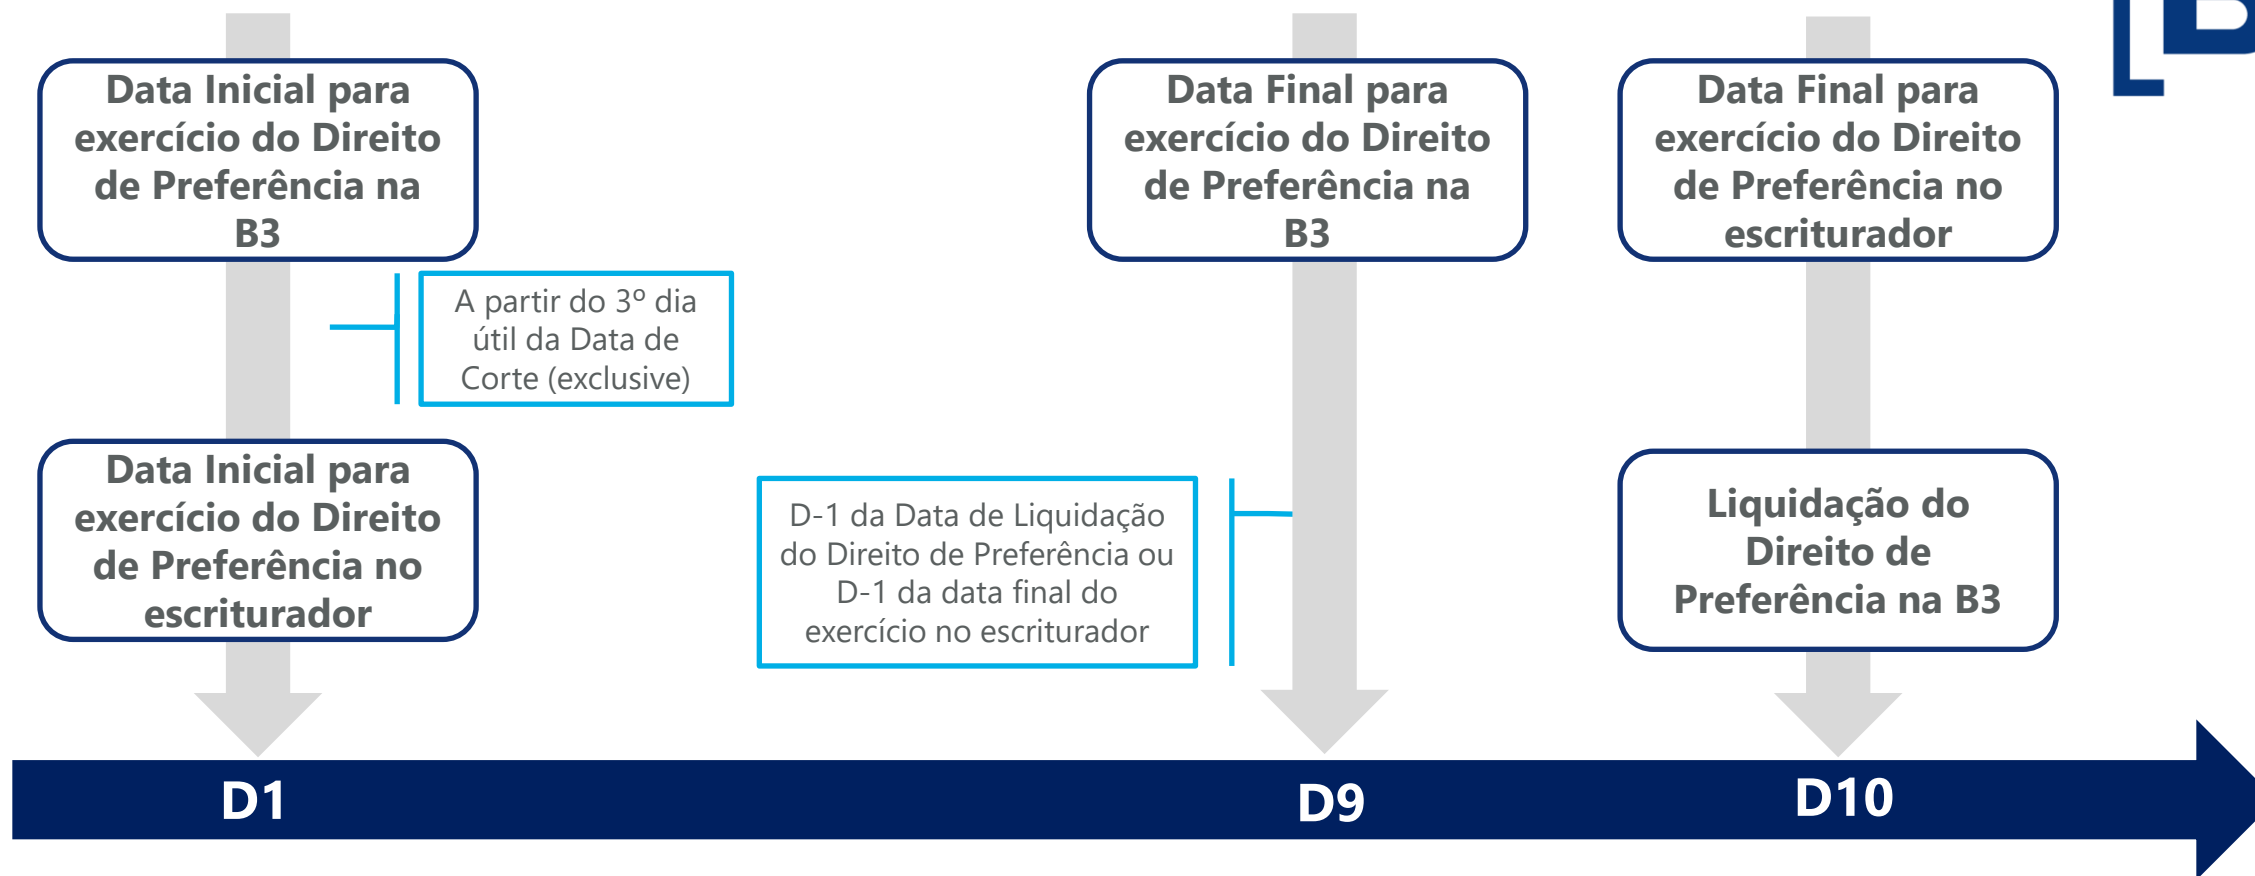 Data Inicial para
exercício do Direito
de Preferência na
B3
A partir do 3º dia
útil da Data de
Corte (exclusive)
Data Inicial para
exercício do Direito
de Preferência no
escriturador
Data Final para
exercício do Direito
de Preferência na
B3
D-1 da Data de Liquidação
do Direito de Preferência ou
D-1 da data final do
exercício no escriturador
Data Final para
exercício do Direito
de Preferência no
escriturador
Liquidação do
Direito de
Preferência na B3
D1
D9
D10